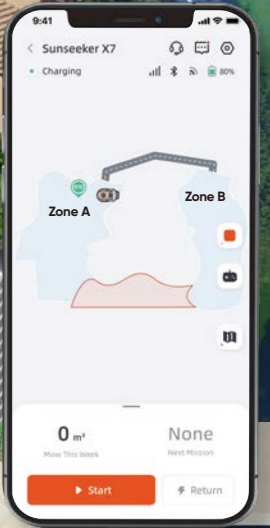 9:41
Sunseeker X7
Charging
80%
Zone A
Zone B
0 m²
None
Mow This Week
Next Mission
Start
Return